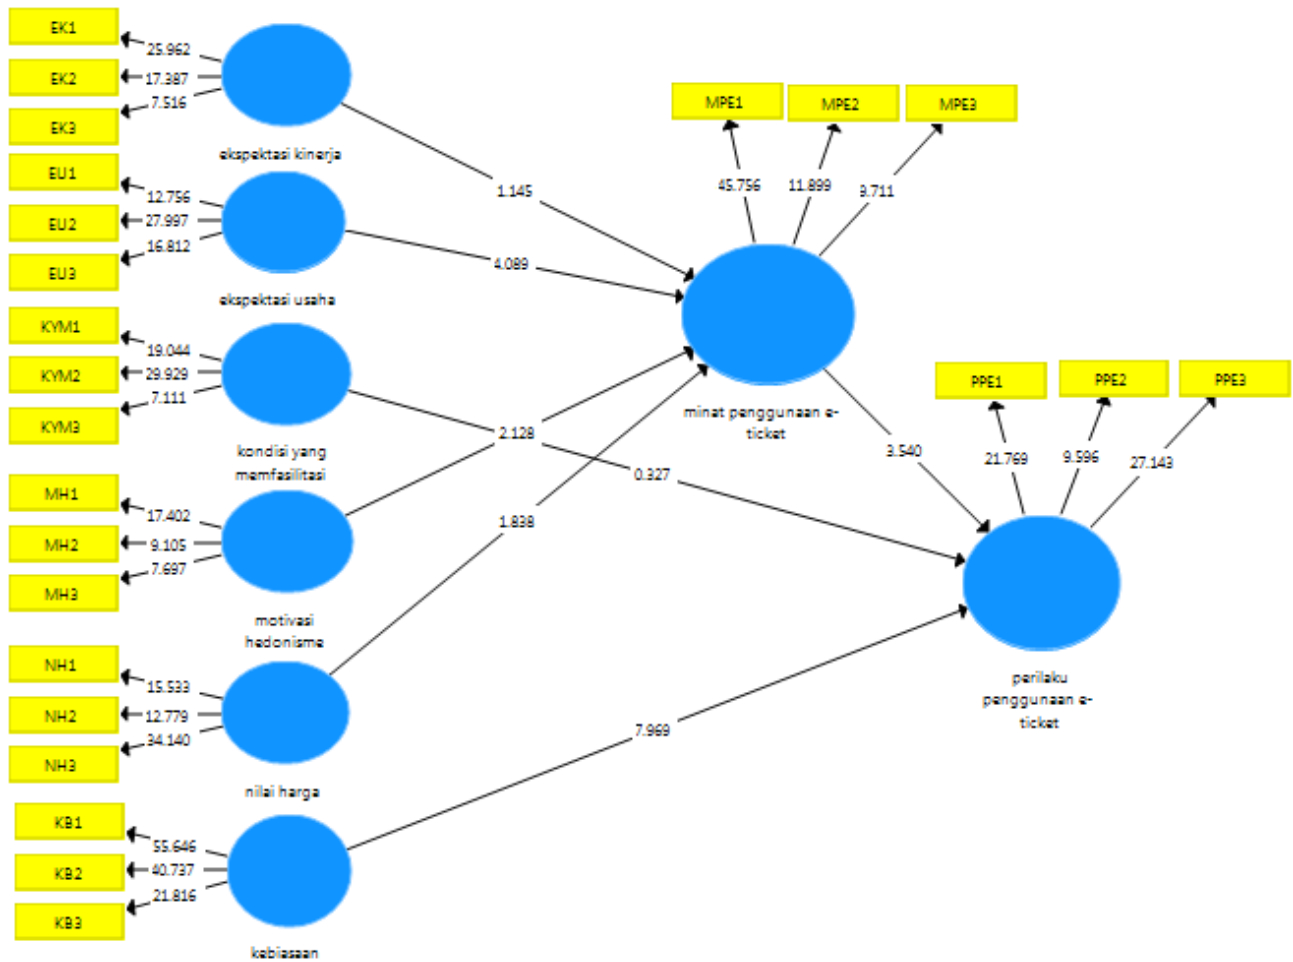 EK1
25.962
EK2
17.387
7.516
EK3
ekspektasi kinerja
EU1
12.756
EU2
27.997
16.812
EU3
ekspektasi usaha
KYM1
19.044
KYM2
29.929
7.111
KYM3
kondisi yang
memfasilitasi
MH1
17.402
MH2
9.105
7.697
MH3
motivasi
hedonisme
NH1
15.533
NH2
12.779
34.140
NH3
nilai harga
KB1
55.646
KB2
40.737
21.816
KB3
kebiasaan
1.145
4.089
2.128
0.327
1.838
7.969
MPE1
MPE2
MPE3
45.756
11.899
9.711
minat penggunaan e-
ticket
3.540
PPE1
PPE2
PPE3
21.769
9.596
27.143
perilaku
penggunaan e-
ticket